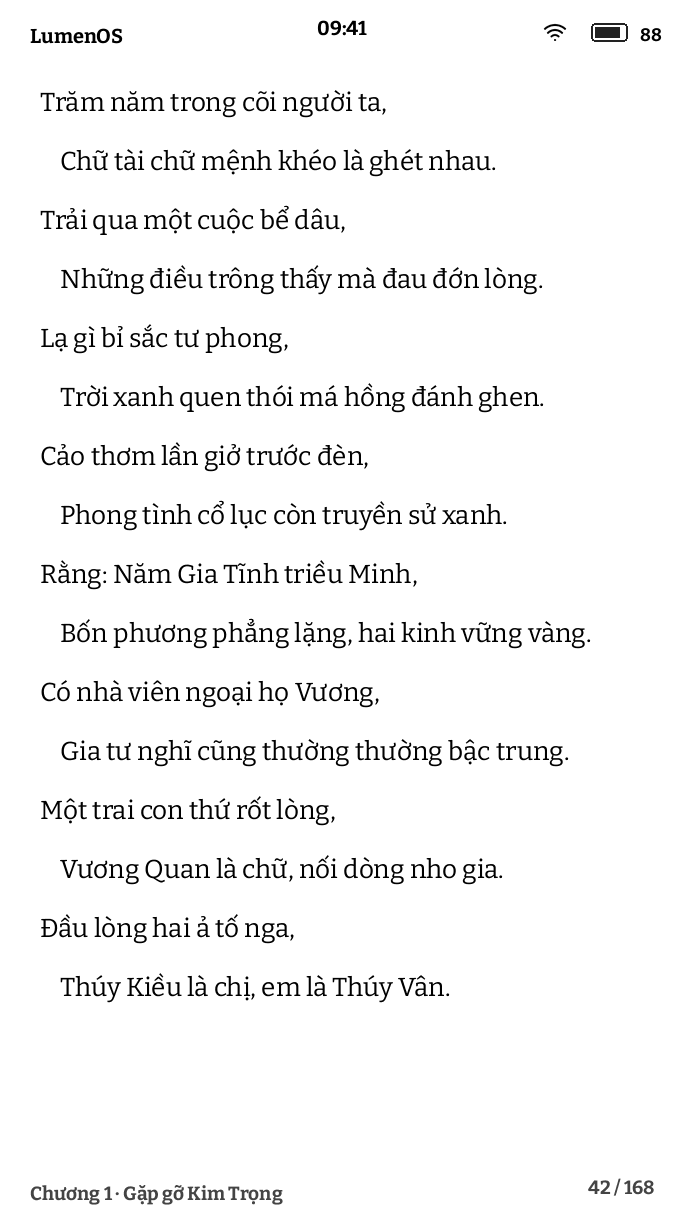 LumenOS 09:41 88
Trăm năm trong cõi người ta,
Chữ tài chữ mệnh khéo là ghét nhau.
Trải qua một cuộc bể dâu,
Những điều trông thấy mà đau đớn lòng.
Lạ gì bỉ sắc tư phong,
Trời xanh quen thói má hồng đánh ghen.
Cảo thơm lần giở trước đèn,
Phong tình cổ lục còn truyền sử xanh.
Rằng: Năm Gia Tĩnh triều Minh,
Bốn phương phẳng lặng, hai kinh vững vàng.
Có nhà viên ngoại họ Vương,
Gia tư nghĩ cũng thường thường bậc trung.
Một trai con thứ rốt lòng,
Vương Quan là chữ, nối dòng nho gia.
Đầu lòng hai ả tố nga,
Thúy Kiều là chị, em là Thúy Vân.
Chương 1 · Gặp gỡ Kim Trọng 42 / 168